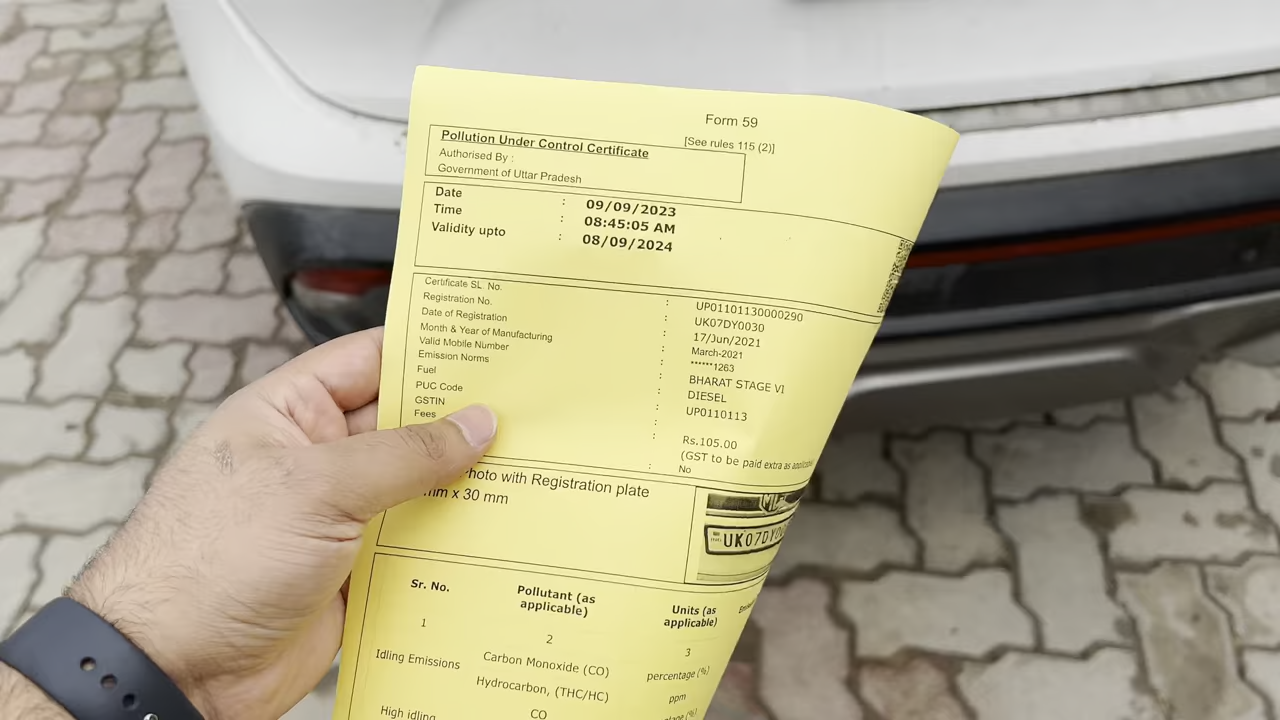 Form 59
[See rules 115 (2)]
Pollution Under Control Certificate
Authorised By :
Government of Uttar Pradesh
Date : 09/09/2023
Time : 08:45:05 AM
Validity upto : 08/09/2024
Certificate SL. No. : UP01101130000290
Registration No. : UK07DY0030
Date of Registration : 17/Jun/2021
Month & Year of Manufacturing : March-2021
Valid Mobile Number : ******1263
Emission Norms : BHARAT STAGE VI
Fuel : DIESEL
PUC Code : UP0110113
GSTIN :
Fees : Rs.105.00
(GST to be paid extra as
: No
Photo with Registration plate
mm x 30 mm
MG
UK07DY0
Sr. No. Pollutant (as applicable) Units (as applicable)
1 2 3
Idling Emissions Carbon Monoxide (CO) percentage (%)
Hydrocarbon, (THC/HC) ppm
High idling CO